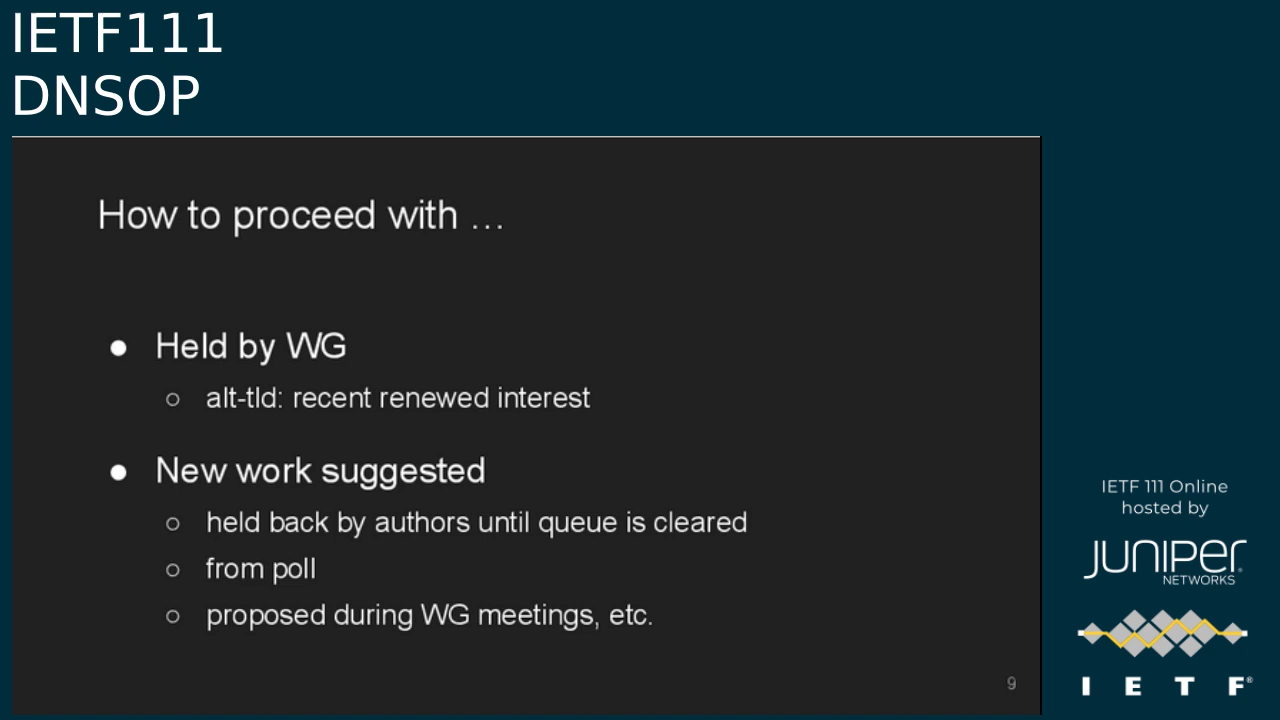 IETF111
DNSOP
How to proceed with …
● Held by WG
○ alt-tld: recent renewed interest
● New work suggested
○ held back by authors until queue is cleared
○ from poll
○ proposed during WG meetings, etc.
9
IETF 111 Online
hosted by
JUNIPER
NETWORKS
I E T F®